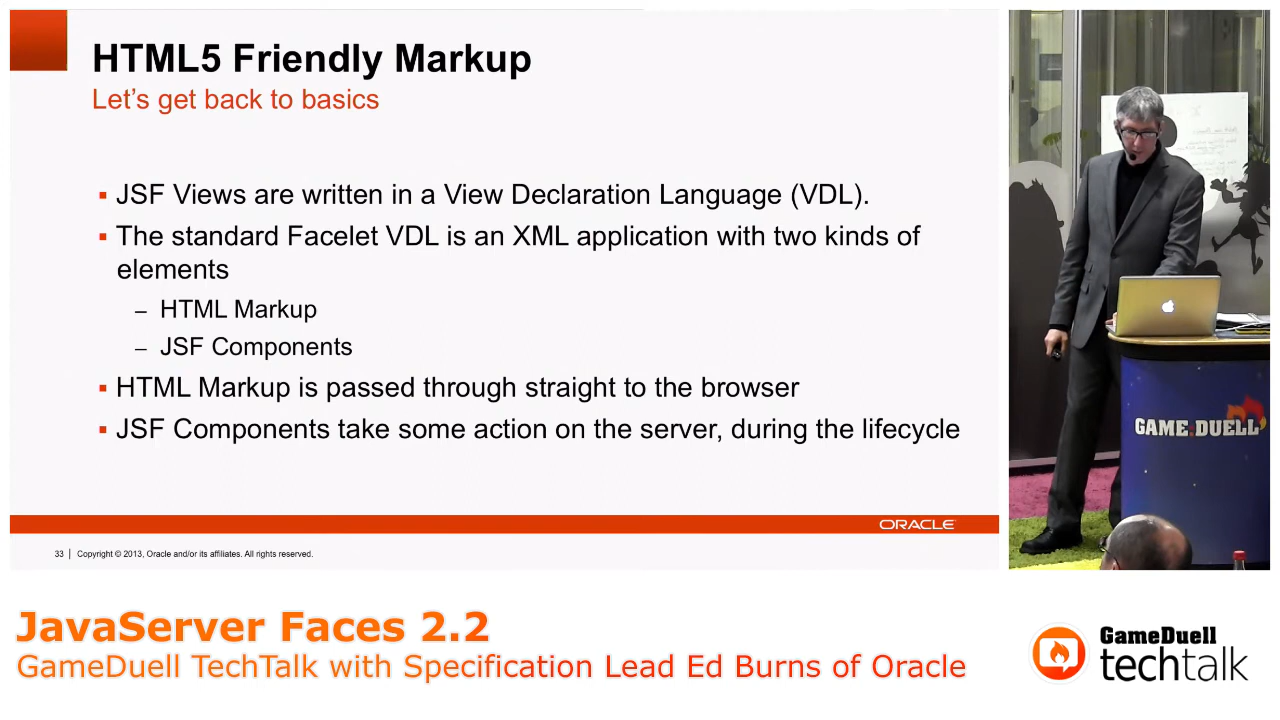 HTML5 Friendly Markup
Let's get back to basics
▪ JSF Views are written in a View Declaration Language (VDL).
▪ The standard Facelet VDL is an XML application with two kinds of
elements
– HTML Markup
– JSF Components
▪ HTML Markup is passed through straight to the browser
▪ JSF Components take some action on the server, during the lifecycle
ORACLE
33 | Copyright © 2013, Oracle and/or its affiliates. All rights reserved.
GAME DUELL
JavaServer Faces 2.2
GameDuell TechTalk with Specification Lead Ed Burns of Oracle
GameDuell
techtalk